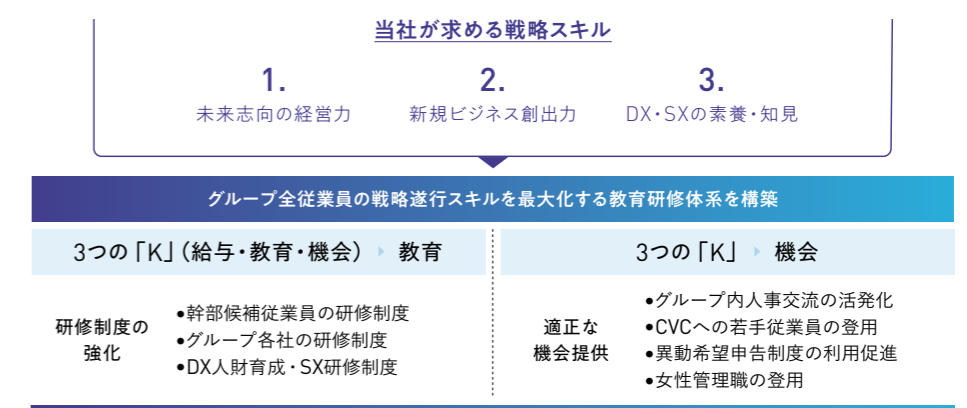 当社が求める戦略スキル
1.
未来志向の経営力
2.
新規ビジネス創出力
3.
DX・SXの素養・知見
グループ全従業員の戦略遂行スキルを最大化する教育研修体系を構築
3つの「K」（給与・教育・機会） 教育
研修制度の
強化
●幹部候補従業員の研修制度
●グループ各社の研修制度
●DX人財育成・SX研修制度
3つの「K」 機会
適正な
機会提供
●グループ内人事交流の活発化
●CVCへの若手従業員の登用
●異動希望申告制度の利用促進
●女性管理職の登用